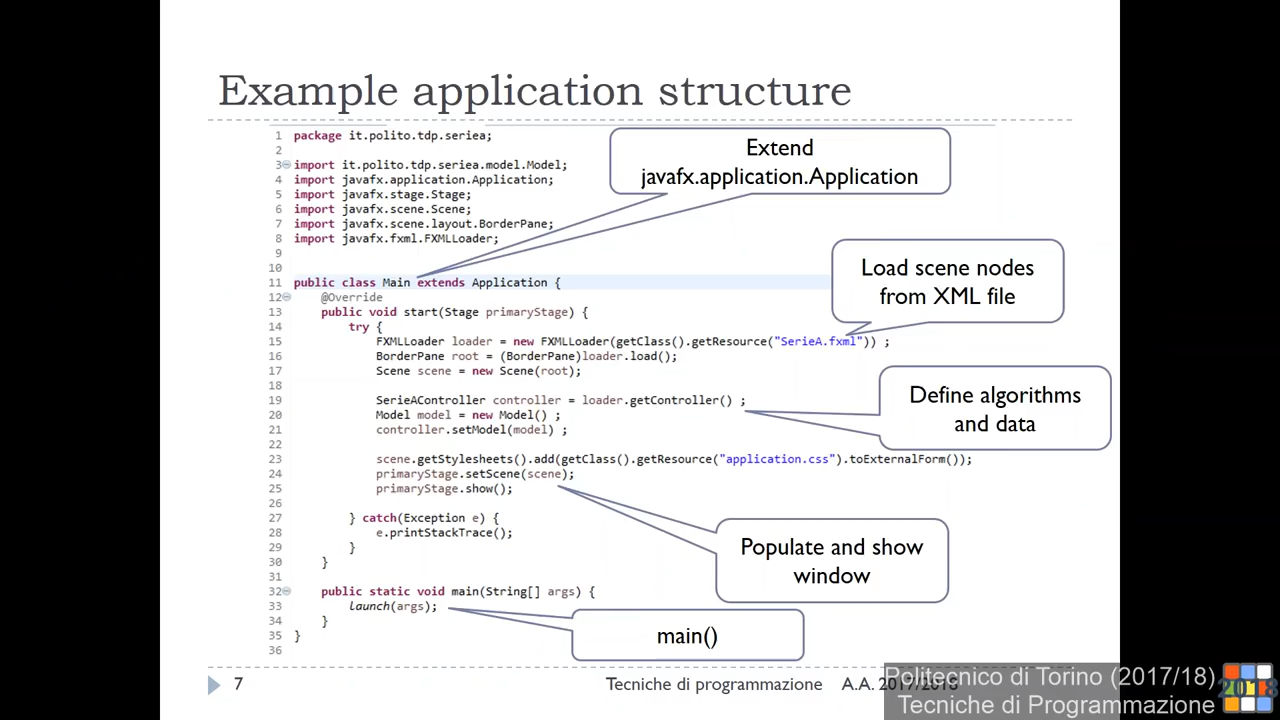 Example application structure
1 package it.polito.tdp.seriea;
2
3 import it.polito.tdp.seriea.model.Model;
4 import javafx.application.Application;
5 import javafx.stage.Stage;
6 import javafx.scene.Scene;
7 import javafx.scene.layout.BorderPane;
8 import javafx.fxml.FXMLLoader;
9
10
11 public class Main extends Application {
12 @Override
13 public void start(Stage primaryStage) {
14 try {
15 FXMLLoader loader = new FXMLLoader(getClass().getResource("SerieA.fxml")) ;
16 BorderPane root = (BorderPane)loader.load();
17 Scene scene = new Scene(root);
18
19 SerieAController controller = loader.getController() ;
20 Model model = new Model() ;
21 controller.setModel(model) ;
22
23 scene.getStylesheets().add(getClass().getResource("application.css").toExternalForm());
24 primaryStage.setScene(scene);
25 primaryStage.show();
26
27 } catch(Exception e) {
28 e.printStackTrace();
29 }
30 }
31
32 public static void main(String[] args) {
33 launch(args);
34 }
35 }
36
Extend
javafx.application.Application
Load scene nodes
from XML file
Define algorithms
and data
Populate and show
window
main()
7 Tecniche di programmazione A.A. 2017/2018
Politecnico di Torino (2017/18)
Tecniche di Programmazione
2018